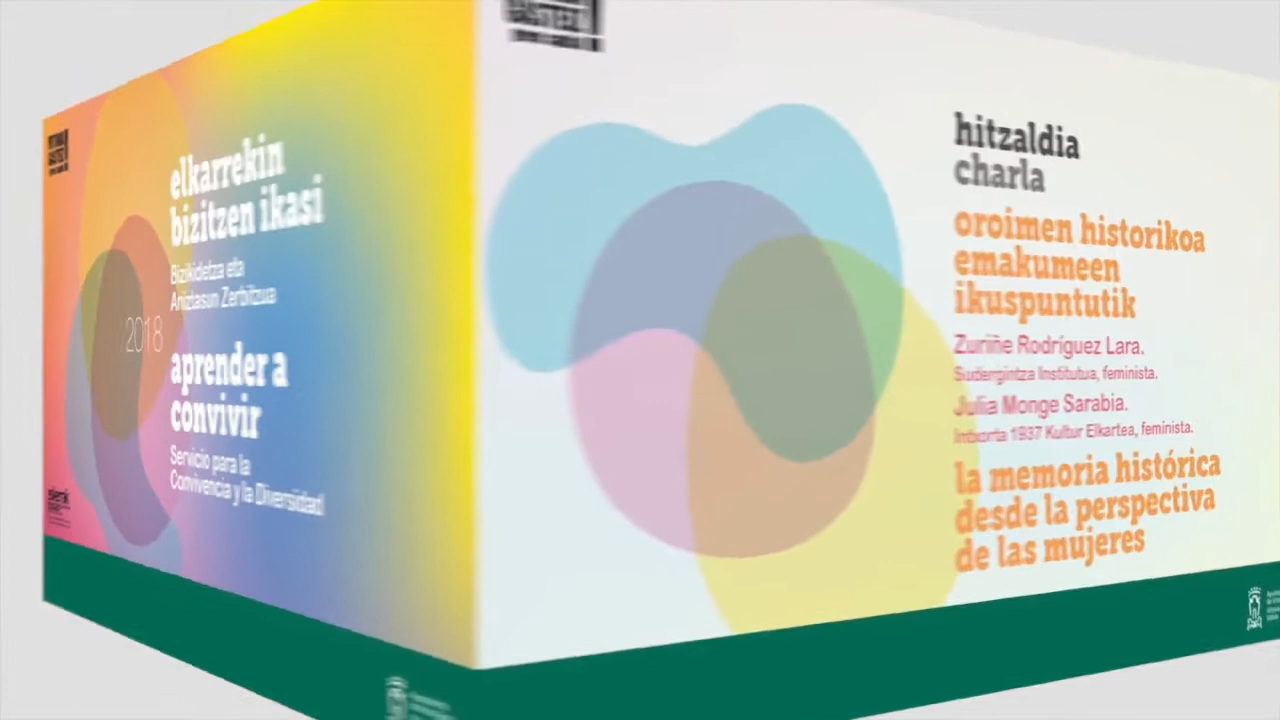 elkarrekin
bizitzen ikasi
Bizikidetza eta
Aniztasun Zerbitzua
2018
aprender a
convivir
Servicio para la
Convivencia y la Diversidad
hitzaldia
charla
oroimen historikoa
emakumeen
ikuspuntutik
Zuriñe Rodríguez Lara.
Sudergintza Institutua, feminista.
Julia Monge Sarabia.
Intxorta 1937 Kultur Elkartea, feminista.
la memoria histórica
desde la perspectiva
de las mujeres